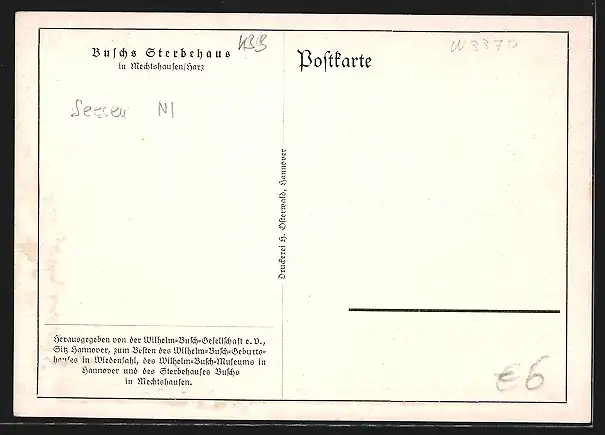 Buschs Sterbehaus
in Mechtshausen/Harz
Seesen NI
Postkarte
W3370
Druckerei H. Osterwald, Hannover
Herausgegeben von der Wilhelm-Busch-Gesellschaft e. V.,
Sitz Hannover, zum Besten des Wilhelm-Busch-Geburts-
hauses in Wiedensahl, des Wilhelm-Busch-Museums in
Hannover und des Sterbehauses Buschs
in Mechtshausen.
€6